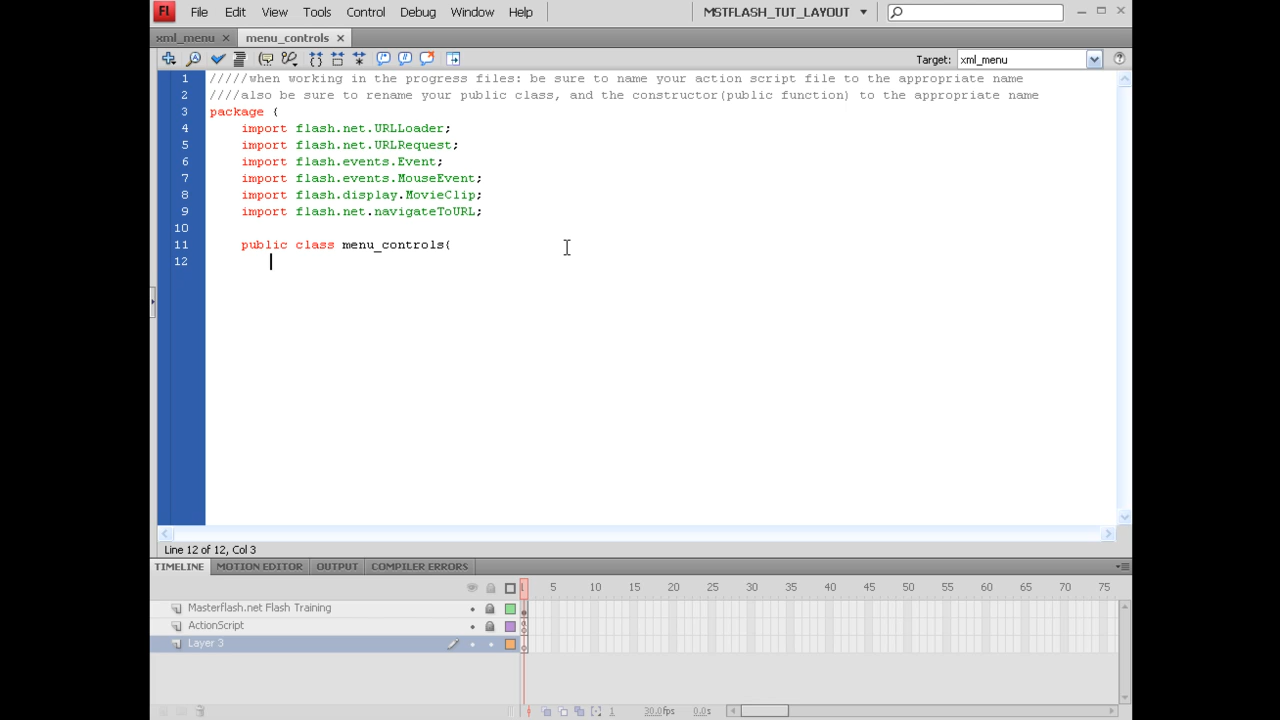 Fl File Edit View Tools Control Debug Window Help MSTFLASH_TUT_LAYOUT
xml_menu menu_controls
Target: xml_menu
1 /////when working in the progress files: be sure to name your action script file to the appropriate name
2 ////also be sure to rename your public class, and the constructor(public function) to the appropriate name
3 package {
4 import flash.net.URLLoader;
5 import flash.net.URLRequest;
6 import flash.events.Event;
7 import flash.events.MouseEvent;
8 import flash.display.MovieClip;
9 import flash.net.navigateToURL;
10
11 public class menu_controls{
12
Line 12 of 12, Col 3
TIMELINE MOTION EDITOR OUTPUT COMPILER ERRORS
1 5 10 15 20 25 30 35 40 45 50 55 60 65 70 75
Masterflash.net Flash Training
ActionScript
Layer 3
1 30.0fps 0.0s